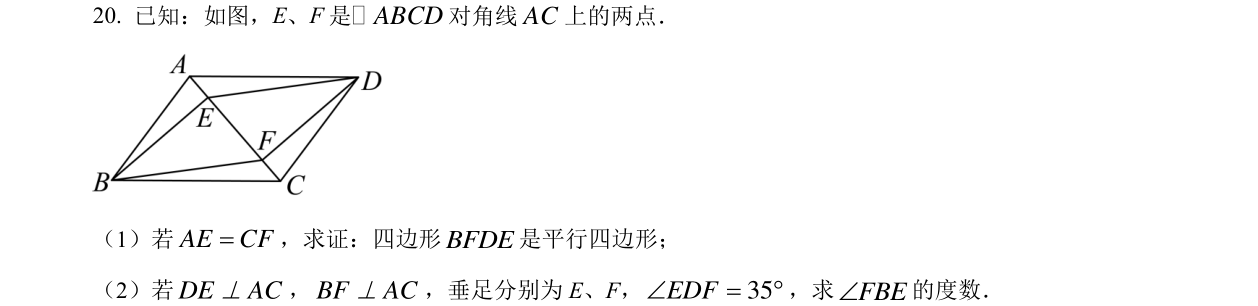 20. 已知：如图，E、F 是□ ABCD 对角线 AC 上的两点．
A
D
E
F
B
C
（1）若 AE = CF，求证：四边形 BFDE 是平行四边形；
（2）若 DE ⊥ AC，BF ⊥ AC，垂足分别为 E、F，∠EDF = 35°，求∠FBE 的度数．